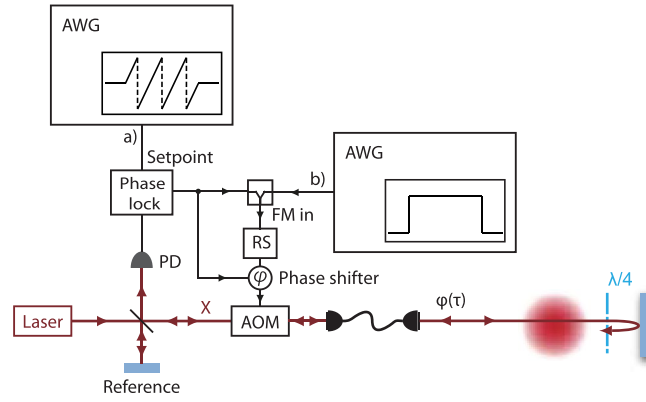 AWG
a)
Setpoint
Phase
lock
AWG
b)
FM in
RS
PD
φ
Phase shifter
Laser
X
AOM
φ(τ)
λ/4
Reference